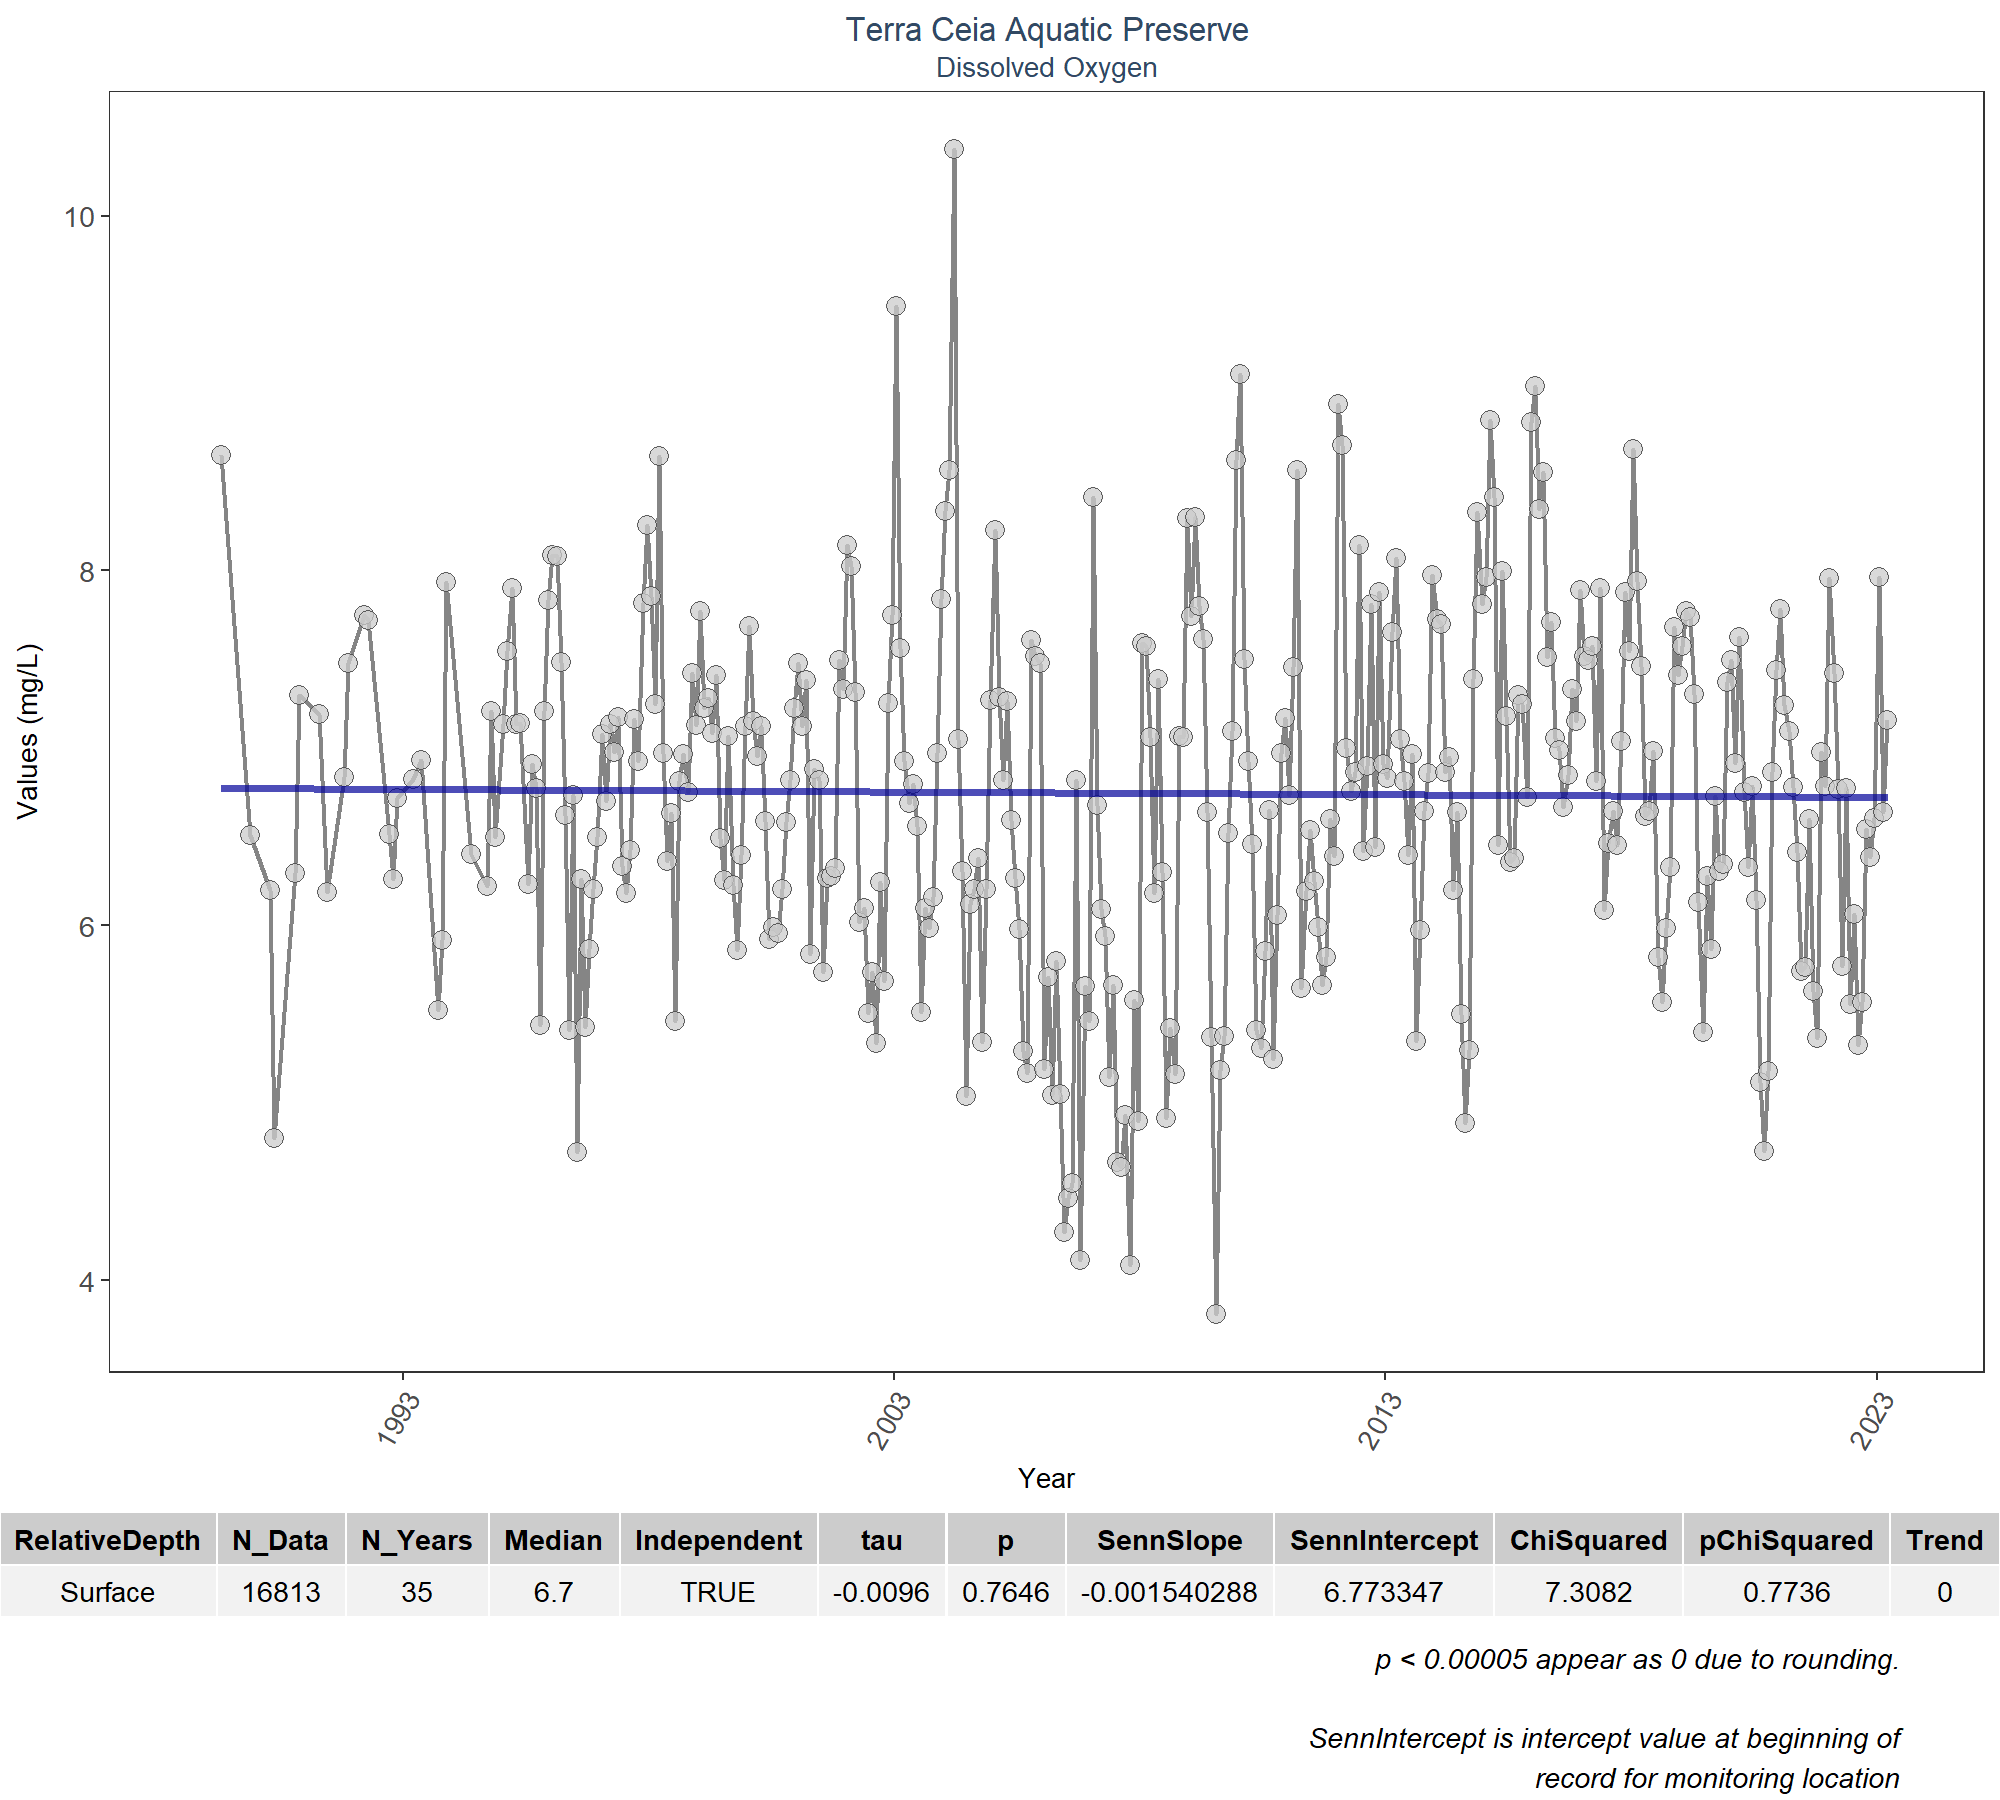 Terra Ceia Aquatic Preserve
Dissolved Oxygen
Values (mg/L)
10
8
6
4
1993
2003
2013
2023
Year
RelativeDepth N_Data N_Years Median Independent tau p SennSlope SennIntercept ChiSquared pChiSquared Trend
Surface 16813 35 6.7 TRUE -0.0096 0.7646 -0.001540288 6.773347 7.3082 0.7736 0
p < 0.00005 appear as 0 due to rounding.
SennIntercept is intercept value at beginning of
record for monitoring location